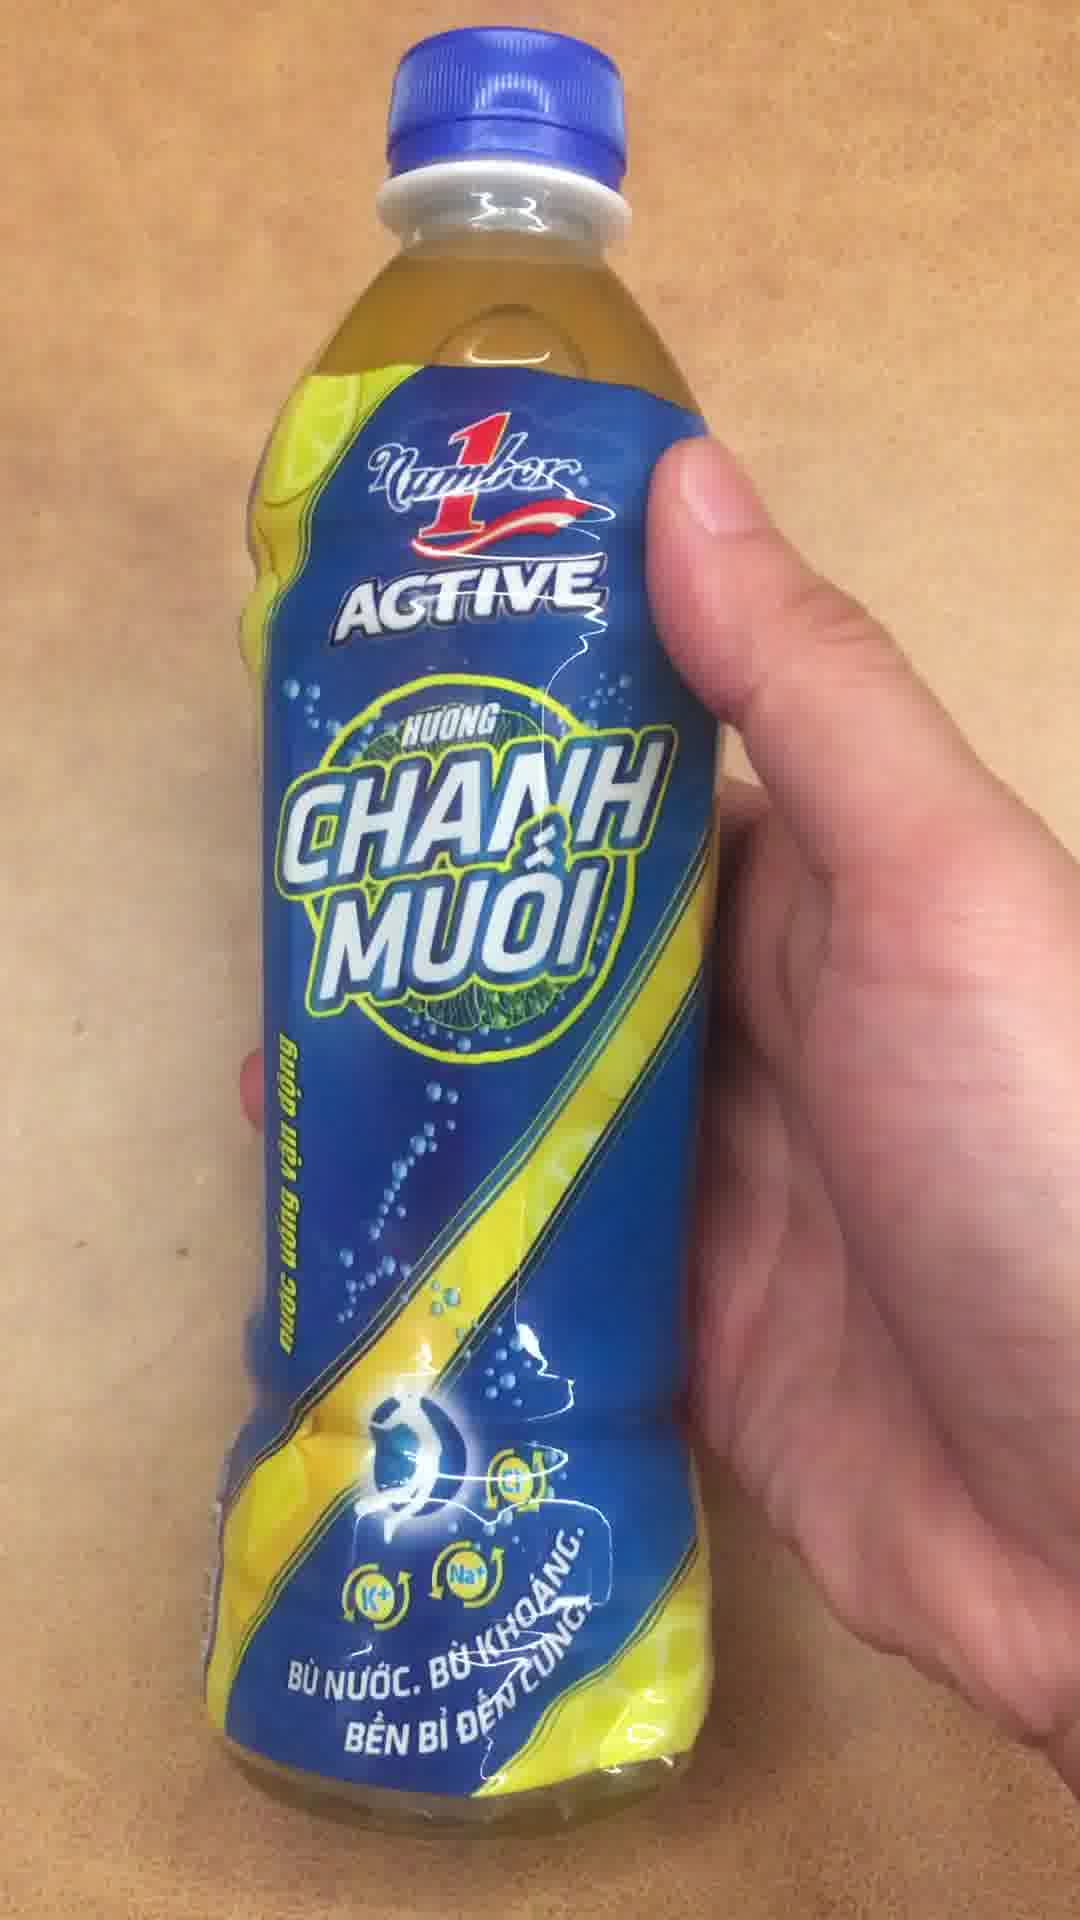 Number 1
ACTIVE
HƯƠNG
CHANH
MUỐI
nước uống vận động
K+
Na+
BÙ NƯỚC. BÙ KHOÁNG.
BỀN BỈ ĐẾN CÙNG.